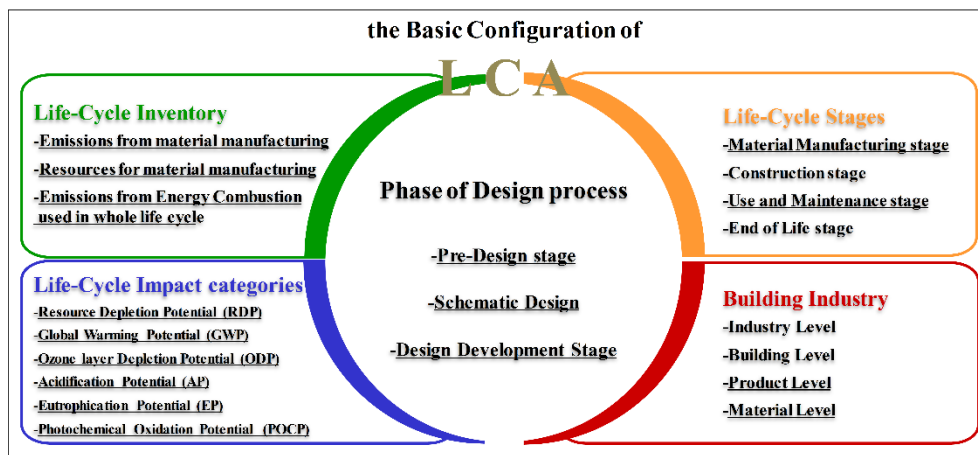 the Basic Configuration of
LCA
Life-Cycle Inventory
-Emissions from material manufacturing
-Resources for material manufacturing
-Emissions from Energy Combustion
used in whole life cycle
Life-Cycle Impact categories
-Resource Depletion Potential (RDP)
-Global Warming Potential (GWP)
-Ozone layer Depletion Potential (ODP)
-Acidification Potential (AP)
-Eutrophication Potential (EP)
-Photochemical Oxidation Potential (POCP)
Phase of Design process
-Pre-Design stage
-Schematic Design
-Design Development Stage
Life-Cycle Stages
-Material Manufacturing stage
-Construction stage
-Use and Maintenance stage
-End of Life stage
Building Industry
-Industry Level
-Building Level
-Product Level
-Material Level